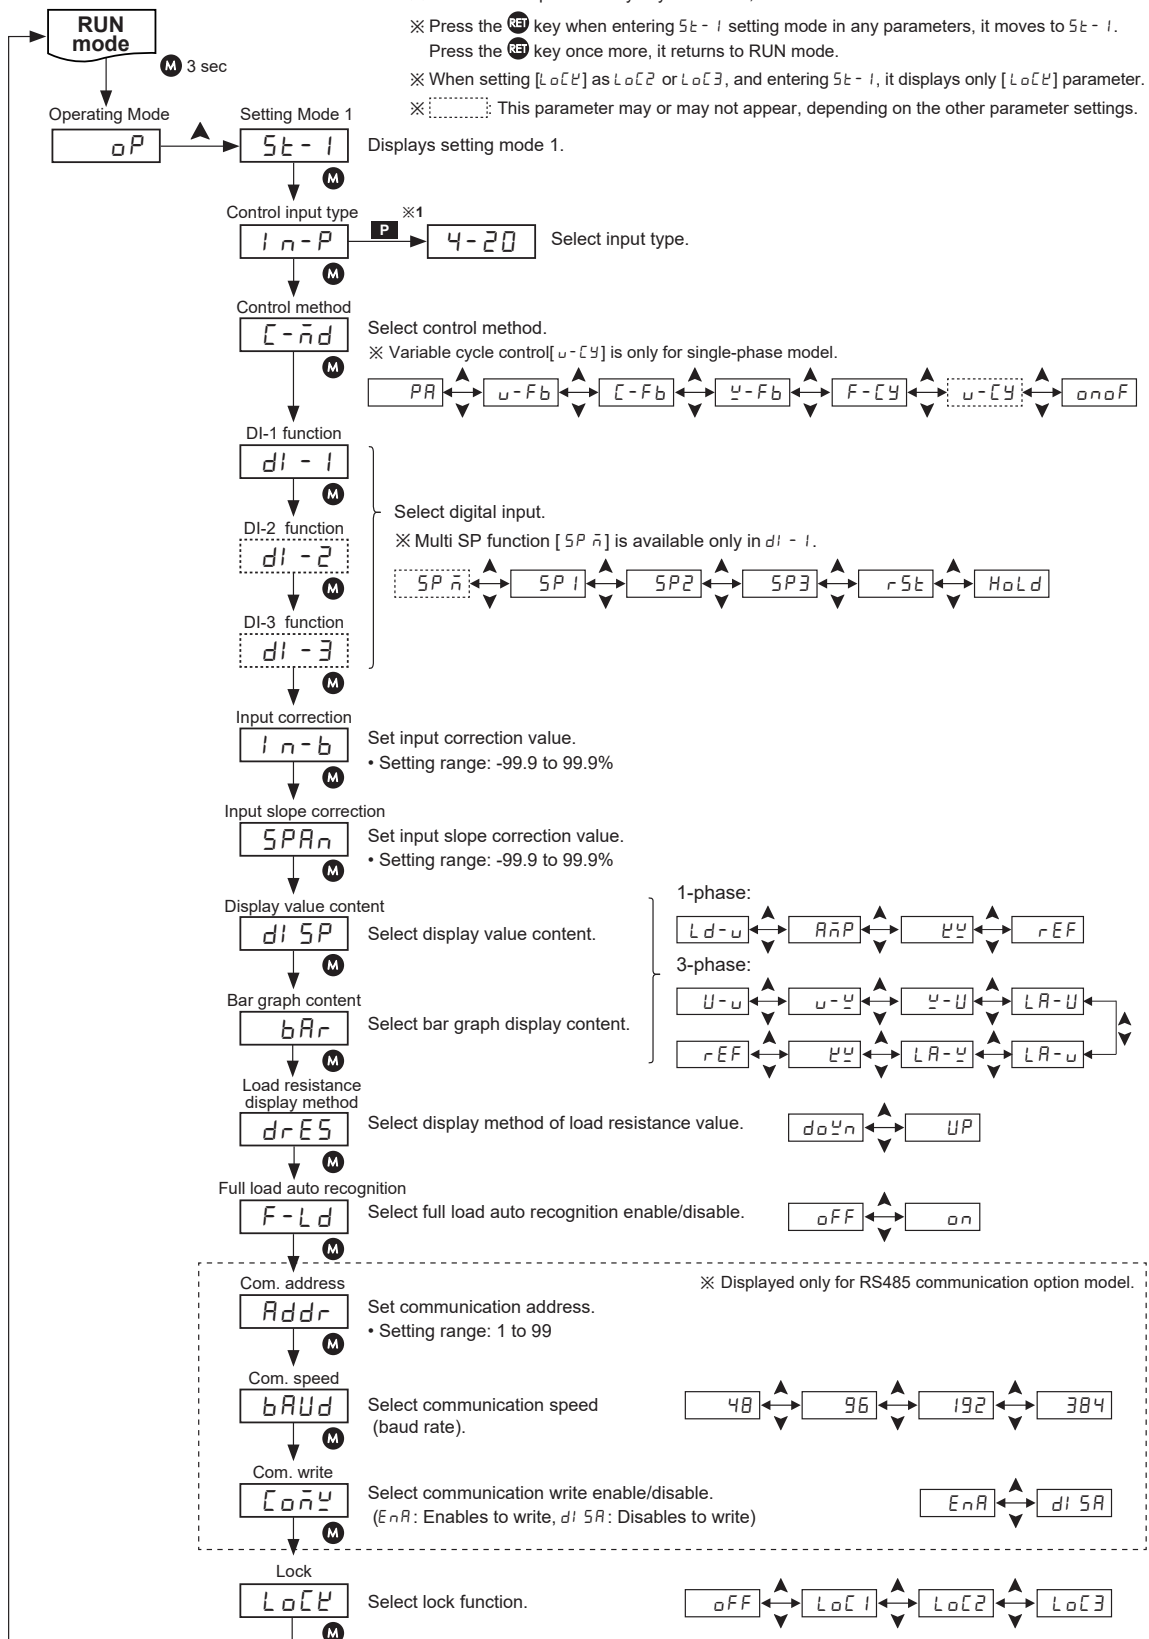 RUN
mode
M 3 sec
※ Press the RET key when entering St-1 setting mode in any parameters, it moves to St-1.
Press the RET key once more, it returns to RUN mode.
※ When setting [LoCK] as LoC2 or LoC3, and entering St-1, it displays only [LoCK] parameter.
※ : This parameter may or may not appear, depending on the other parameter settings.
Operating Mode
oP
Setting Mode 1
St-1
Displays setting mode 1.
M
Control input type
In-P
P
※1
4-20
Select input type.
M
Control method
C-md
Select control method.
※ Variable cycle control[u-CY] is only for single-phase model.
M
PA u-Fb C-Fb W-Fb F-CY u-CY onoF
DI-1 function
dI-1
M
DI-2 function
dI-2
M
DI-3 function
dI-3
M
Select digital input.
※ Multi SP function [SPm] is available only in dI-1.
SPm SP1 SP2 SP3 rSt HoLd
Input correction
In-b
Set input correction value.
• Setting range: -99.9 to 99.9%
M
Input slope correction
SPAn
Set input slope correction value.
• Setting range: -99.9 to 99.9%
M
Display value content
dISP
Select display value content.
M
Bar graph content
bAr
Select bar graph display content.
M
1-phase:
Ld-u AmP KW rEF
3-phase:
U-u u-W W-U LA-U
rEF KW LA-W LA-u
Load resistance
display method
drES
Select display method of load resistance value.
doWn UP
M
Full load auto recognition
F-Ld
Select full load auto recognition enable/disable.
oFF on
M
※ Displayed only for RS485 communication option model.
Com. address
Addr
Set communication address.
• Setting range: 1 to 99
M
Com. speed
bAUd
Select communication speed
(baud rate).
48 96 192 384
M
Com. write
ComW
Select communication write enable/disable.
(EnA: Enables to write, dISA: Disables to write)
EnA dISA
M
Lock
LoCK
Select lock function.
oFF LoC1 LoC2 LoC3
M